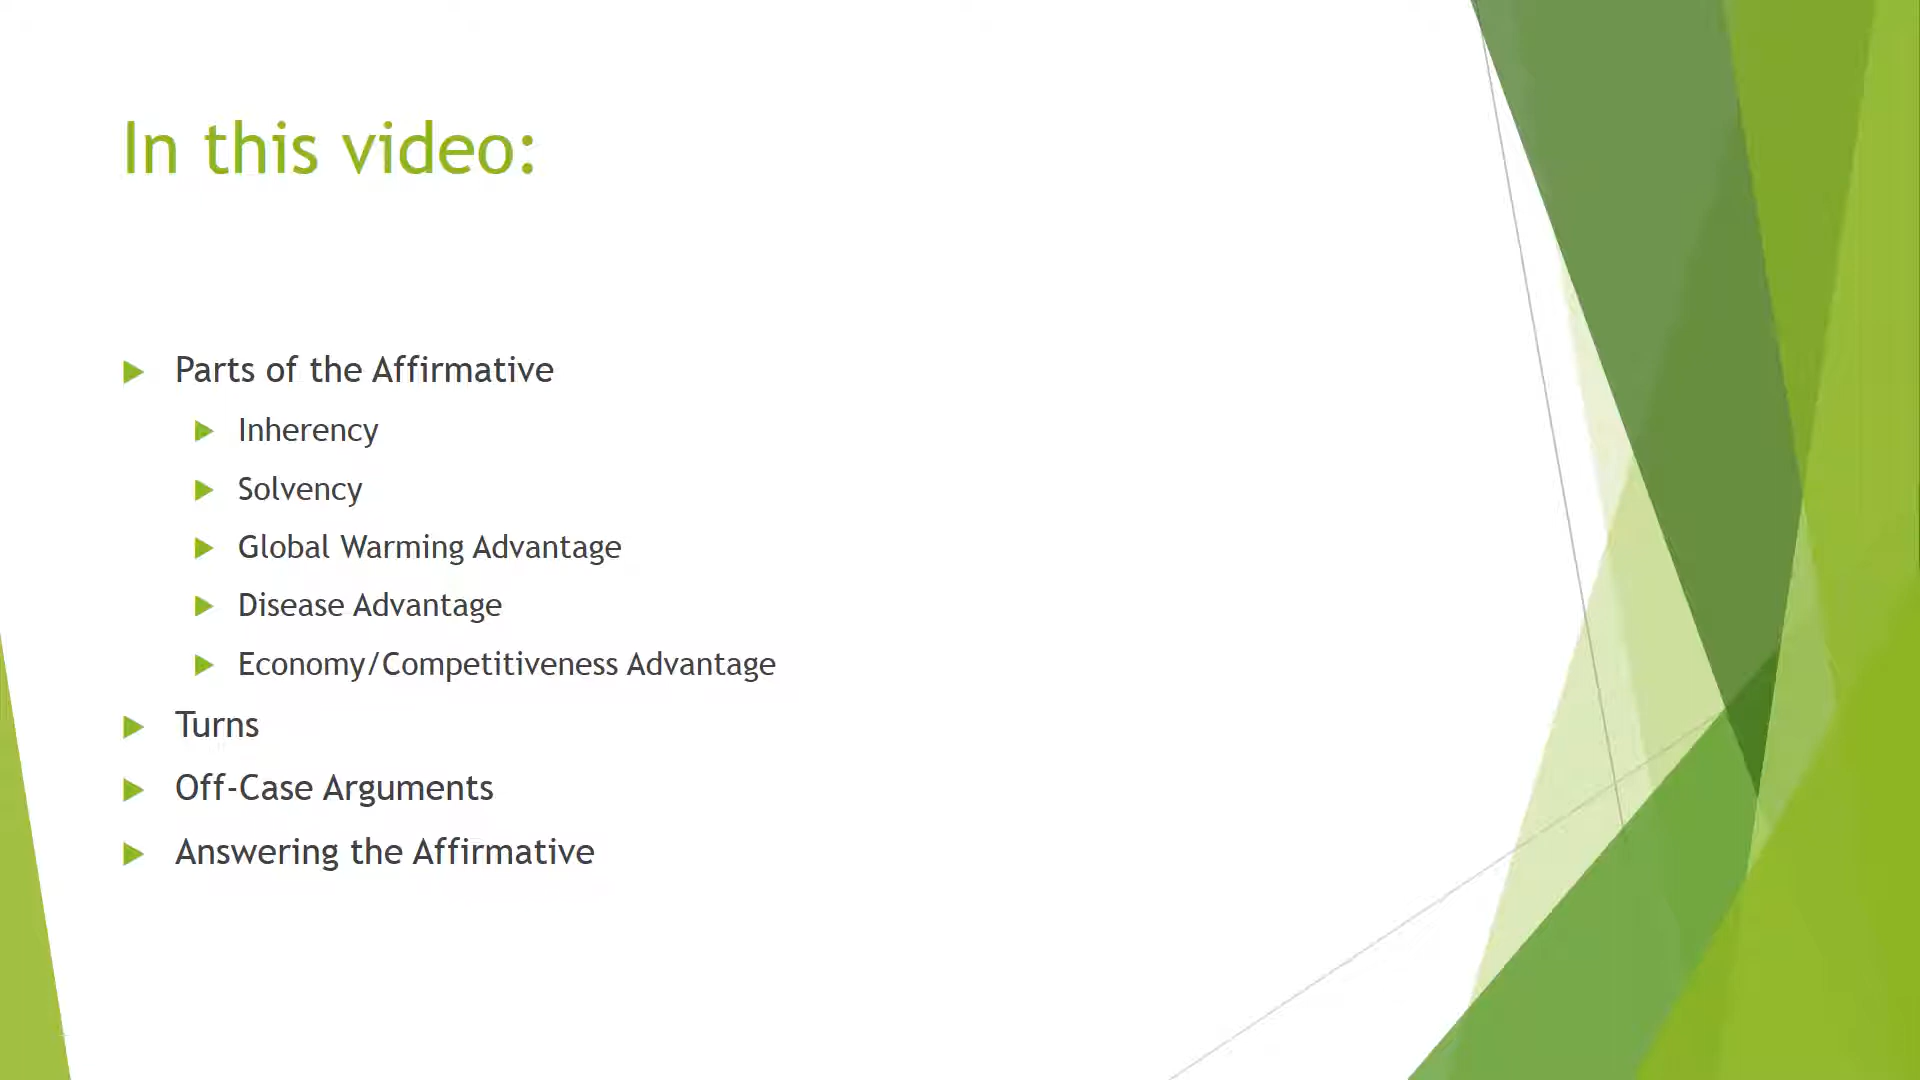 In this video:
Parts of the Affirmative
Inherency
Solvency
Global Warming Advantage
Disease Advantage
Economy/Competitiveness Advantage
Turns
Off-Case Arguments
Answering the Affirmative